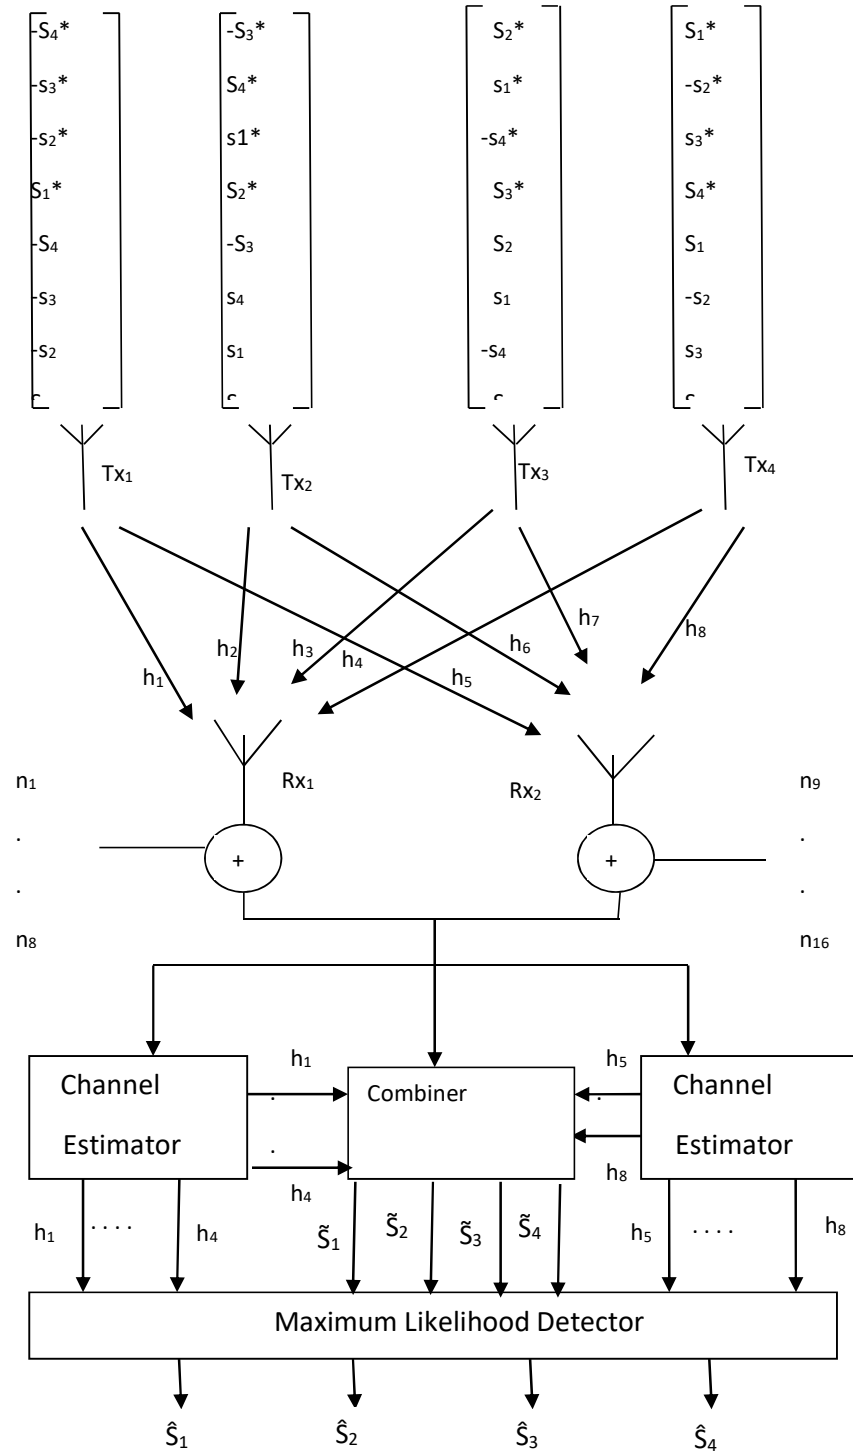 -S₄* -S₃* S₂* S₁*
-s₃* S₄* s₁* -s₂*
-s₂* s1* -s₄* s₃*
S₁* S₂* S₃* S₄*
-S₄ -S₃ S₂ S₁
-s₃ s₄ s₁ -s₂
-s₂ s₁ -s₄ s₃
Tx₁ Tx₂ Tx₃ Tx₄
h₁ h₂ h₃ h₄ h₅ h₆ h₇ h₈
n₁ Rx₁ Rx₂ n₉
. .
+ +
. .
n₈ n₁₆
h₁ h₅
Channel Combiner Channel
. .
Estimator . Estimator
h₄ h₈
h₁ . . . . h₄ S̃₁ S̃₂ S̃₃ S̃₄ h₅ . . . . h₈
Maximum Likelihood Detector
Ŝ₁ Ŝ₂ Ŝ₃ Ŝ₄